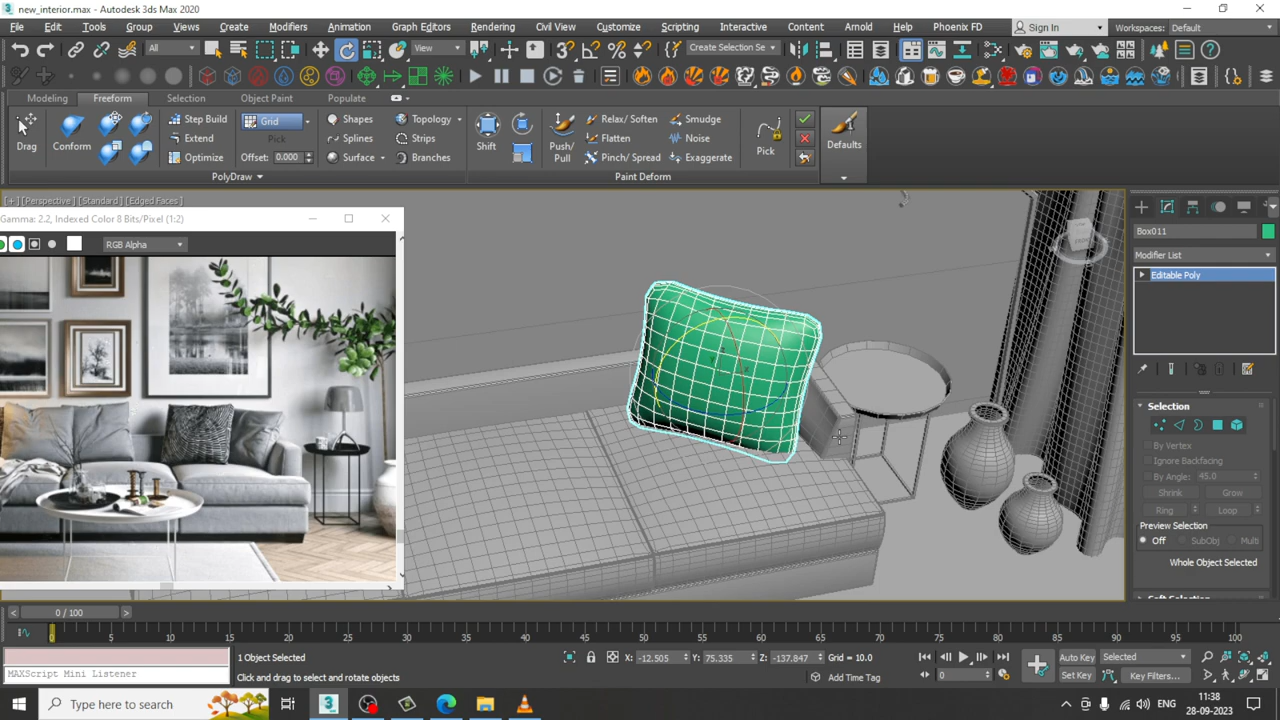 new_interior.max - Autodesk 3ds Max 2020
File Edit Tools Group Views Create Modifiers Animation Graph Editors Rendering Civil View Customize Scripting Interactive Content Arnold Help Phoenix FD Sign In Workspaces: Default
All View Create Selection Se
Modeling Freeform Selection Object Paint Populate
Drag Conform Step Build Grid Shapes Topology Shift Push/ Pull Relax/ Soften Smudge Pick Defaults
Extend Pick Splines Strips Flatten Noise
Optimize Offset: 0.000 Surface Branches Pinch/ Spread Exaggerate
PolyDraw Paint Deform
[+] [Perspective ] [Standard ] [Edged Faces ]
Gamma: 2.2, Indexed Color 8 Bits/Pixel (1:2)
RGB Alpha
Box011
Modifier List
Editable Poly
Selection
By Vertex
Ignore Backfacing
By Angle: 45.0
Shrink Grow
Ring Loop
Preview Selection
Off SubObj Multi
Whole Object Selected
0 / 100
0 5 10 15 20 25 30 35 40 45 50 55 60 65 70 75 80 85 90 95 100
1 Object Selected X: -12.505 Y: 75.335 Z: -137.847 Grid = 10.0 Auto Key Selected
MAXScript Mini Listener Click and drag to select and rotate objects Add Time Tag 0 Set Key Key Filters...
Type here to search ENG 11:38 28-09-2023